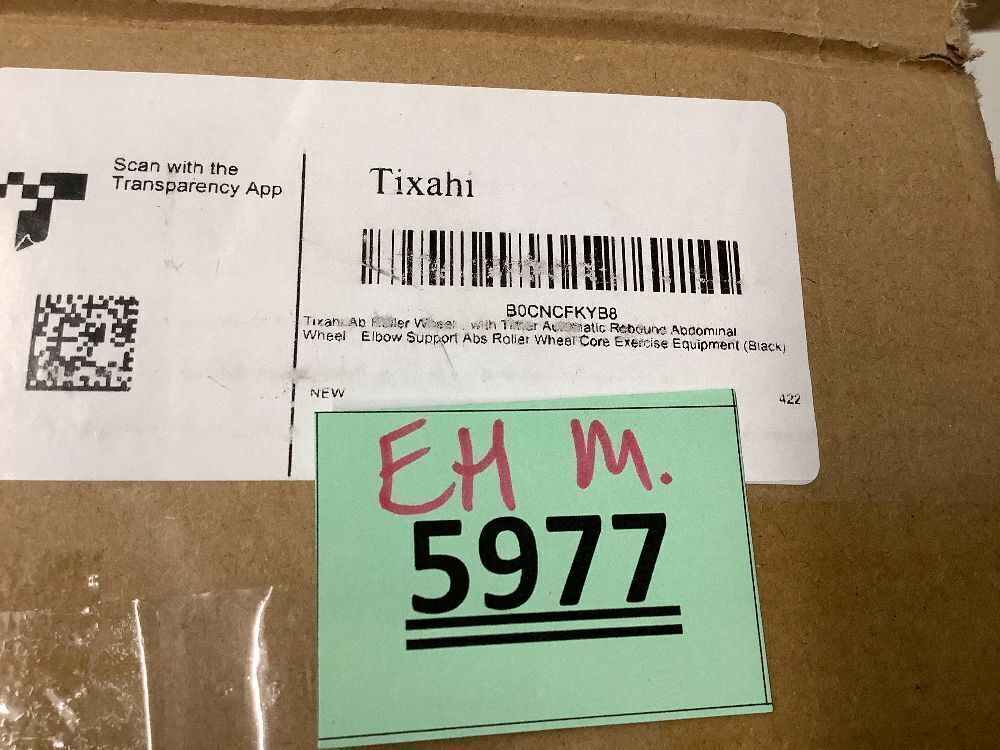 Scan with the
Transparency App
Tixahi
B0CNCFKYB8
Tixahi Ab Roller Wheel with Timer Automatic Rebound Abdominal
Wheel Elbow Support Abs Roller Wheel Core Exercise Equipment (Black)
NEW
422
EH M.
5977